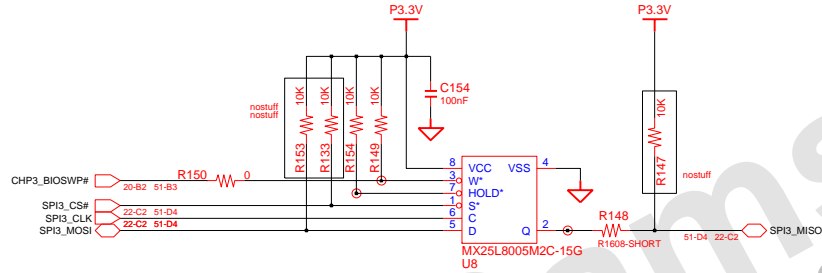 P3.3V
P3.3V
C154
100nF
nostuff
nostuff
10K
10K
10K
10K
R153
R133
R154
R149
10K
R147
nostuff
R150
0
CHP3_BIOSWP#
20-B2 51-B3
SPI3_CS#
22-C2 51-D4
SPI3_CLK
22-C2 51-D4
SPI3_MOSI
8
VCC
VSS
4
3
W*
7
HOLD*
1
S*
6
C
5
D
Q
2
MX25L8005M2C-15G
U8
R148
R1608-SHORT
51-D4 22-C2
SPI3_MISO